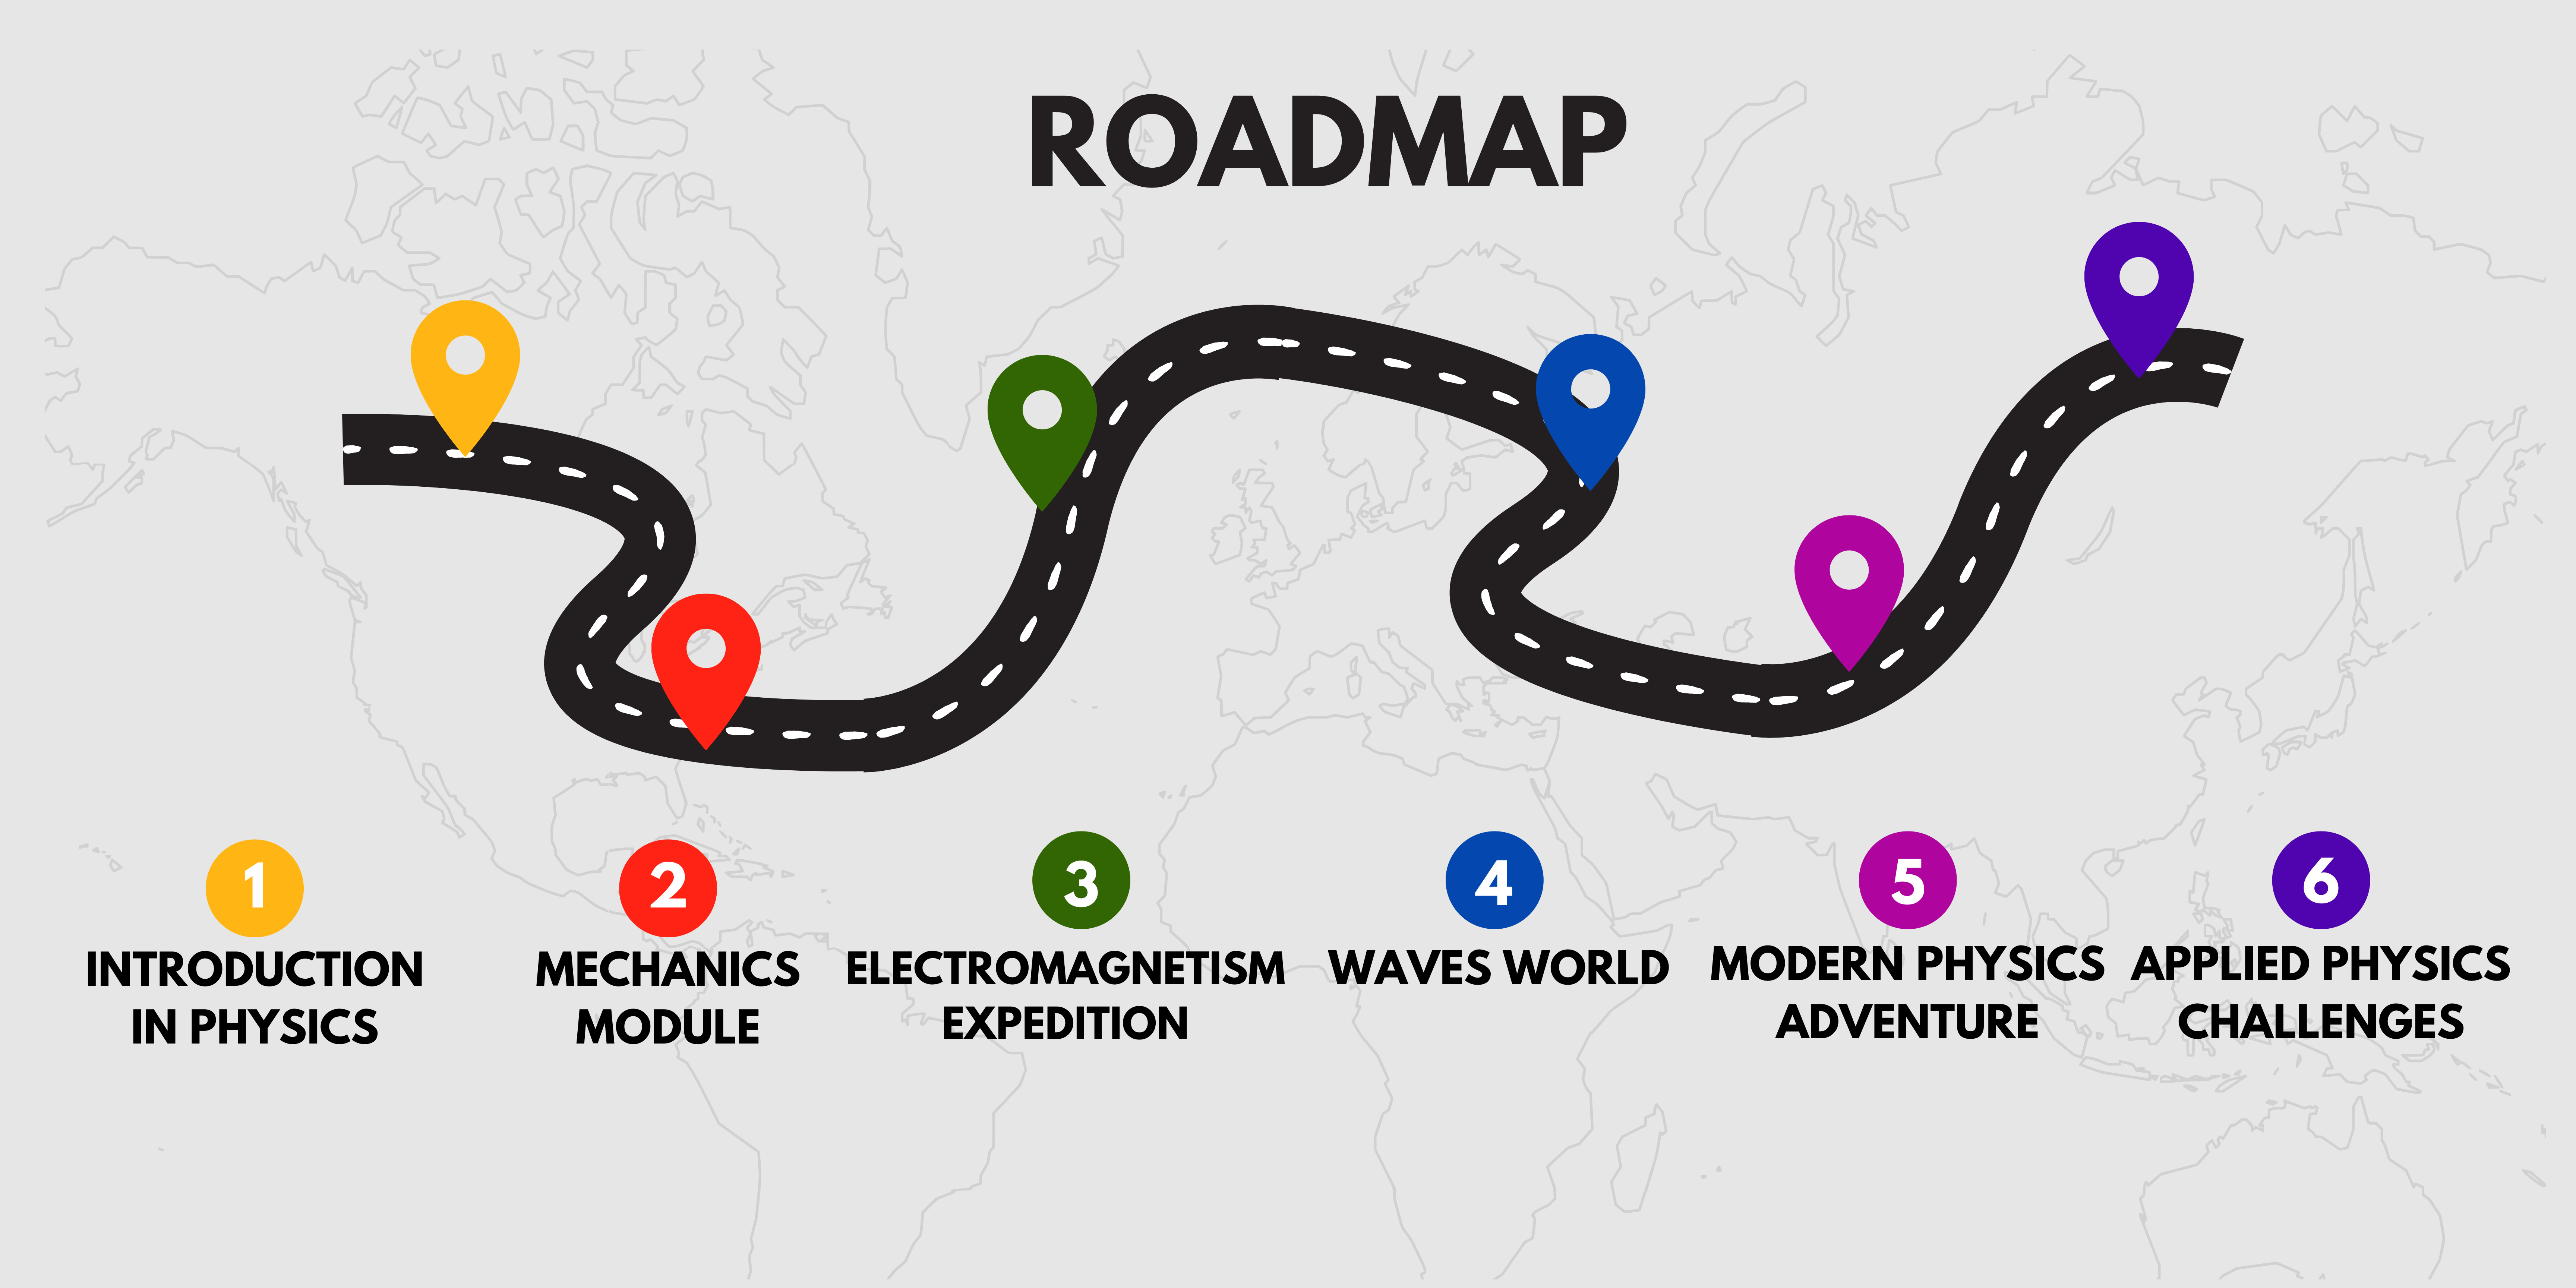 ROADMAP
1
INTRODUCTION
IN PHYSICS
2
MECHANICS
MODULE
3
ELECTROMAGNETISM
EXPEDITION
4
WAVES WORLD
5
MODERN PHYSICS
ADVENTURE
6
APPLIED PHYSICS
CHALLENGES